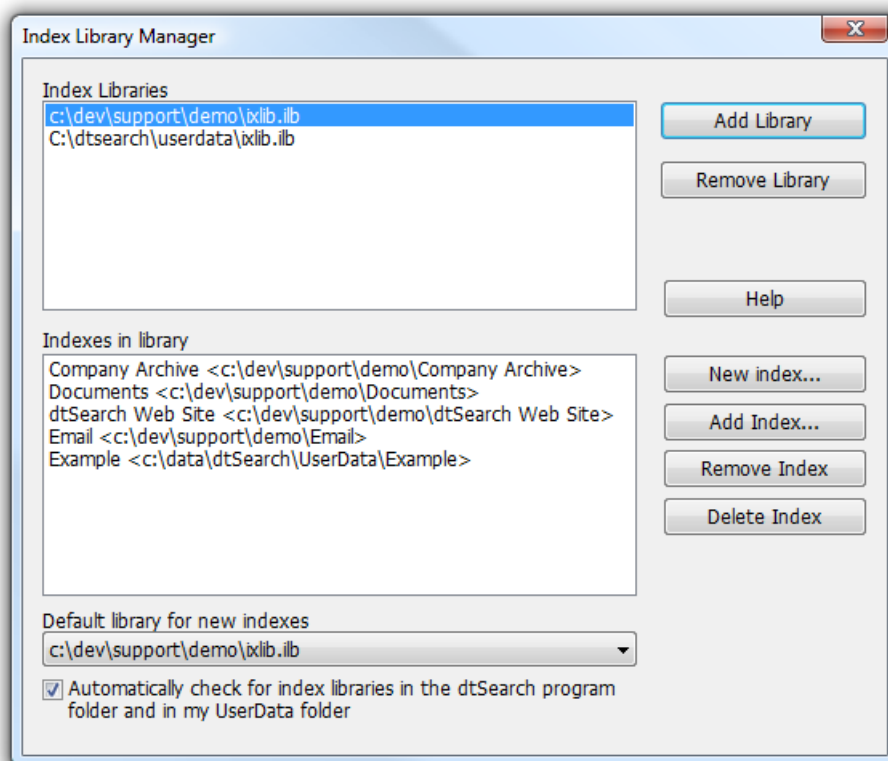 Index Library Manager
Index Libraries
c:\dev\support\demo\ixlib.ilb
C:\dtsearch\userdata\ixlib.ilb
Add Library
Remove Library
Help
Indexes in library
Company Archive <c:\dev\support\demo\Company Archive>
Documents <c:\dev\support\demo\Documents>
dtSearch Web Site <c:\dev\support\demo\dtSearch Web Site>
Email <c:\dev\support\demo\Email>
Example <c:\data\dtSearch\UserData\Example>
New index...
Add Index...
Remove Index
Delete Index
Default library for new indexes
c:\dev\support\demo\ixlib.ilb
Automatically check for index libraries in the dtSearch program
folder and in my UserData folder